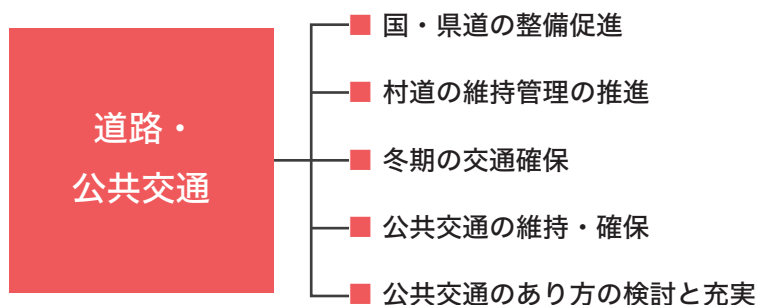 道路・
公共交通
国・県道の整備促進
村道の維持管理の推進
冬期の交通確保
公共交通の維持・確保
公共交通のあり方の検討と充実